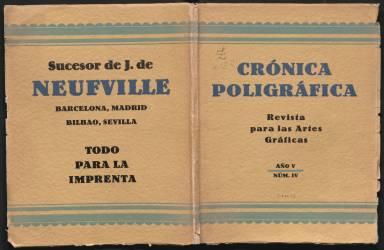 Sucesor de J. de
NEUFVILLE
BARCELONA, MADRID
BILBAO, SEVILLA
TODO
PARA LA
IMPRENTA
CRÓNICA
POLIGRÁFICA
Revista
para las Artes
Gráficas
AÑO V
NÚM. IV